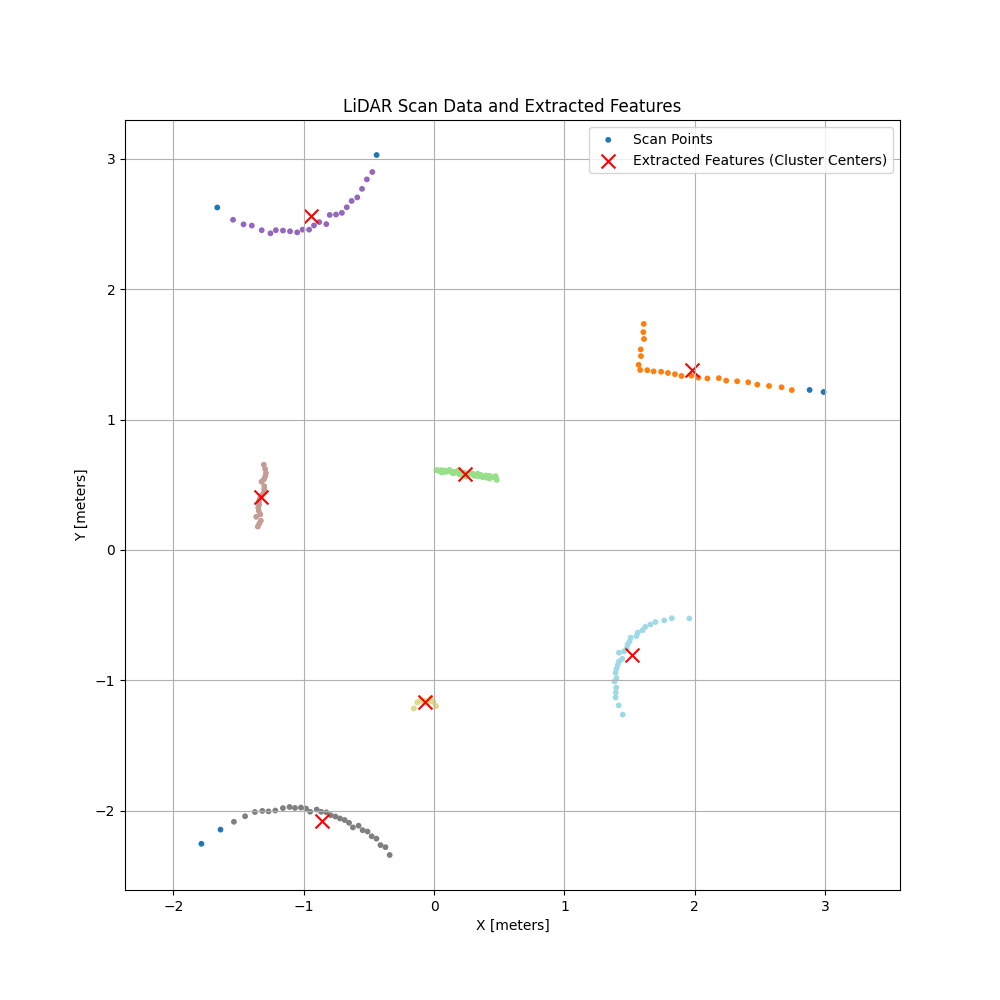 LiDAR Scan Data and Extracted Features
Scan Points
Extracted Features (Cluster Centers)
3
2
1
0
−1
−2
Y [meters]
−2
−1
0
1
2
3
X [meters]